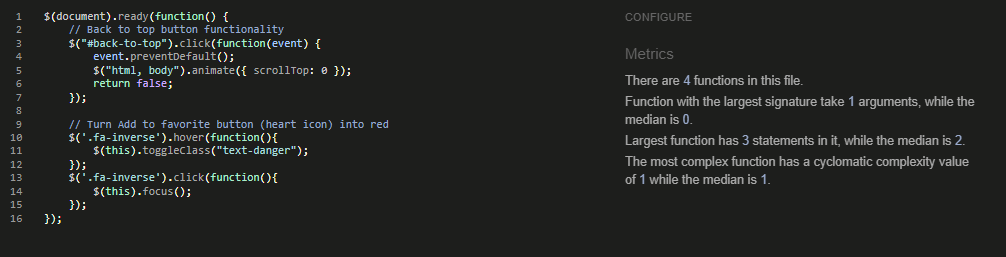 1 $(document).ready(function() {
2 // Back to top button functionality
3 $("#back-to-top").click(function(event) {
4 event.preventDefault();
5 $("html, body").animate({ scrollTop: 0 });
6 return false;
7 });
8
9 // Turn Add to favorite button (heart icon) into red
10 $('.fa-inverse').hover(function(){
11 $(this).toggleClass("text-danger");
12 });
13 $('.fa-inverse').click(function(){
14 $(this).focus();
15 });
16 });
CONFIGURE
Metrics
There are 4 functions in this file.
Function with the largest signature take 1 arguments, while the
median is 0.
Largest function has 3 statements in it, while the median is 2.
The most complex function has a cyclomatic complexity value
of 1 while the median is 1.